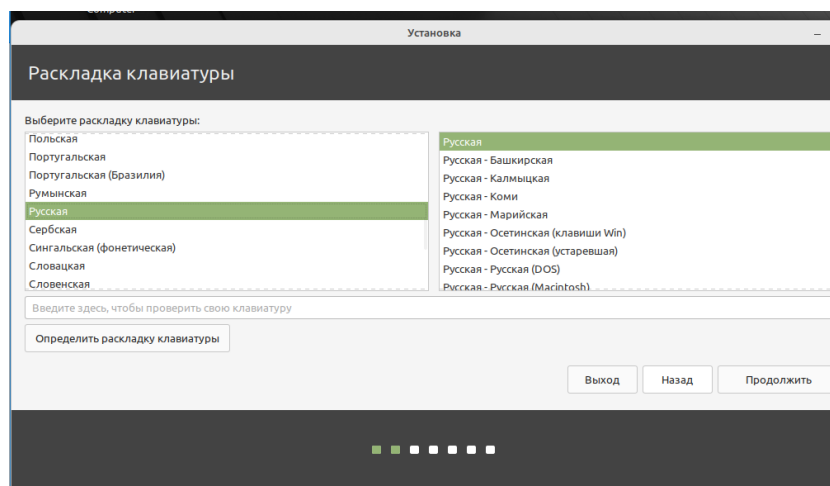 Computer
Установка
Раскладка клавиатуры
Выберите раскладку клавиатуры:
Польская
Португальская
Португальская (Бразилия)
Румынская
Русская
Сербская
Сингальская (фонетическая)
Словацкая
Словенская
Русская
Русская - Башкирская
Русская - Калмыцкая
Русская - Коми
Русская - Марийская
Русская - Осетинская (клавиши Win)
Русская - Осетинская (устаревшая)
Русская - Русская (DOS)
Русская - Русская (Macintosh)
Введите здесь, чтобы проверить свою клавиатуру
Определить раскладку клавиатуры
Выход
Назад
Продолжить